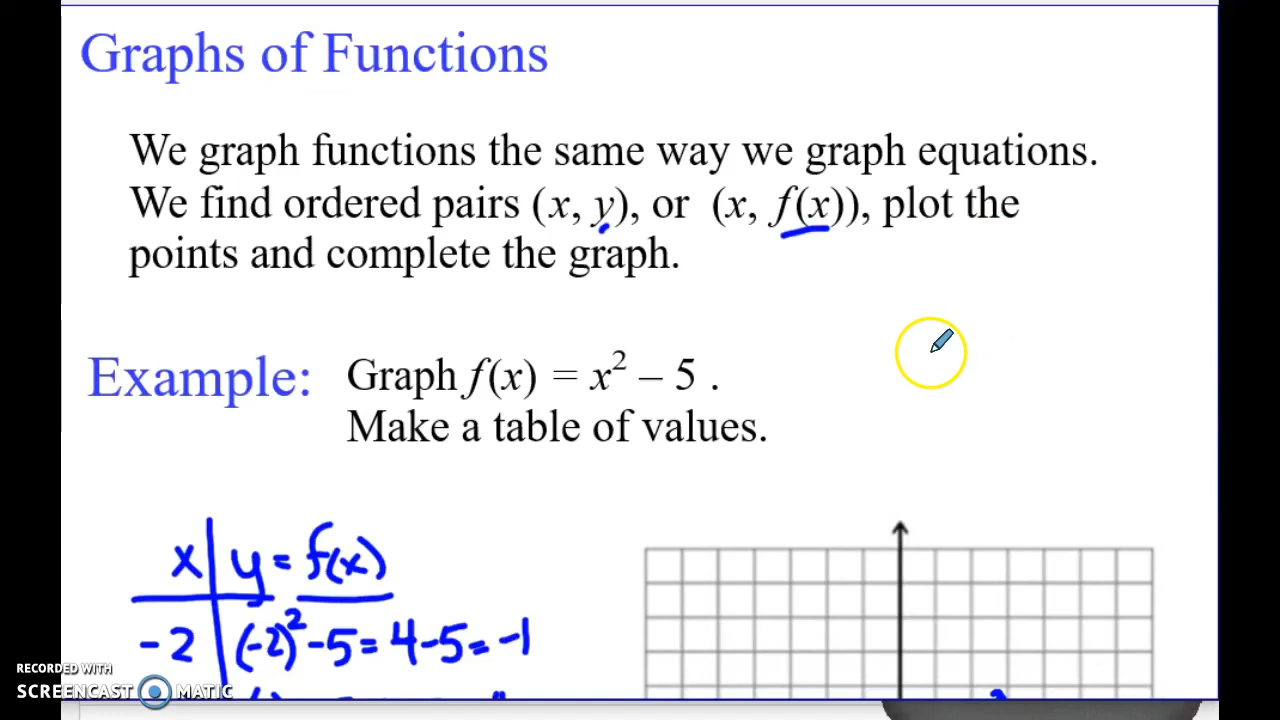 Graphs of Functions
We graph functions the same way we graph equations.
We find ordered pairs (x, y), or (x, f(x)), plot the
points and complete the graph.
Example: Graph f(x) = x² – 5 .
Make a table of values.
x | y = f(x)
-2 | (-2)² - 5 = 4 - 5 = -1
RECORDED WITH
SCREENCAST MATIC